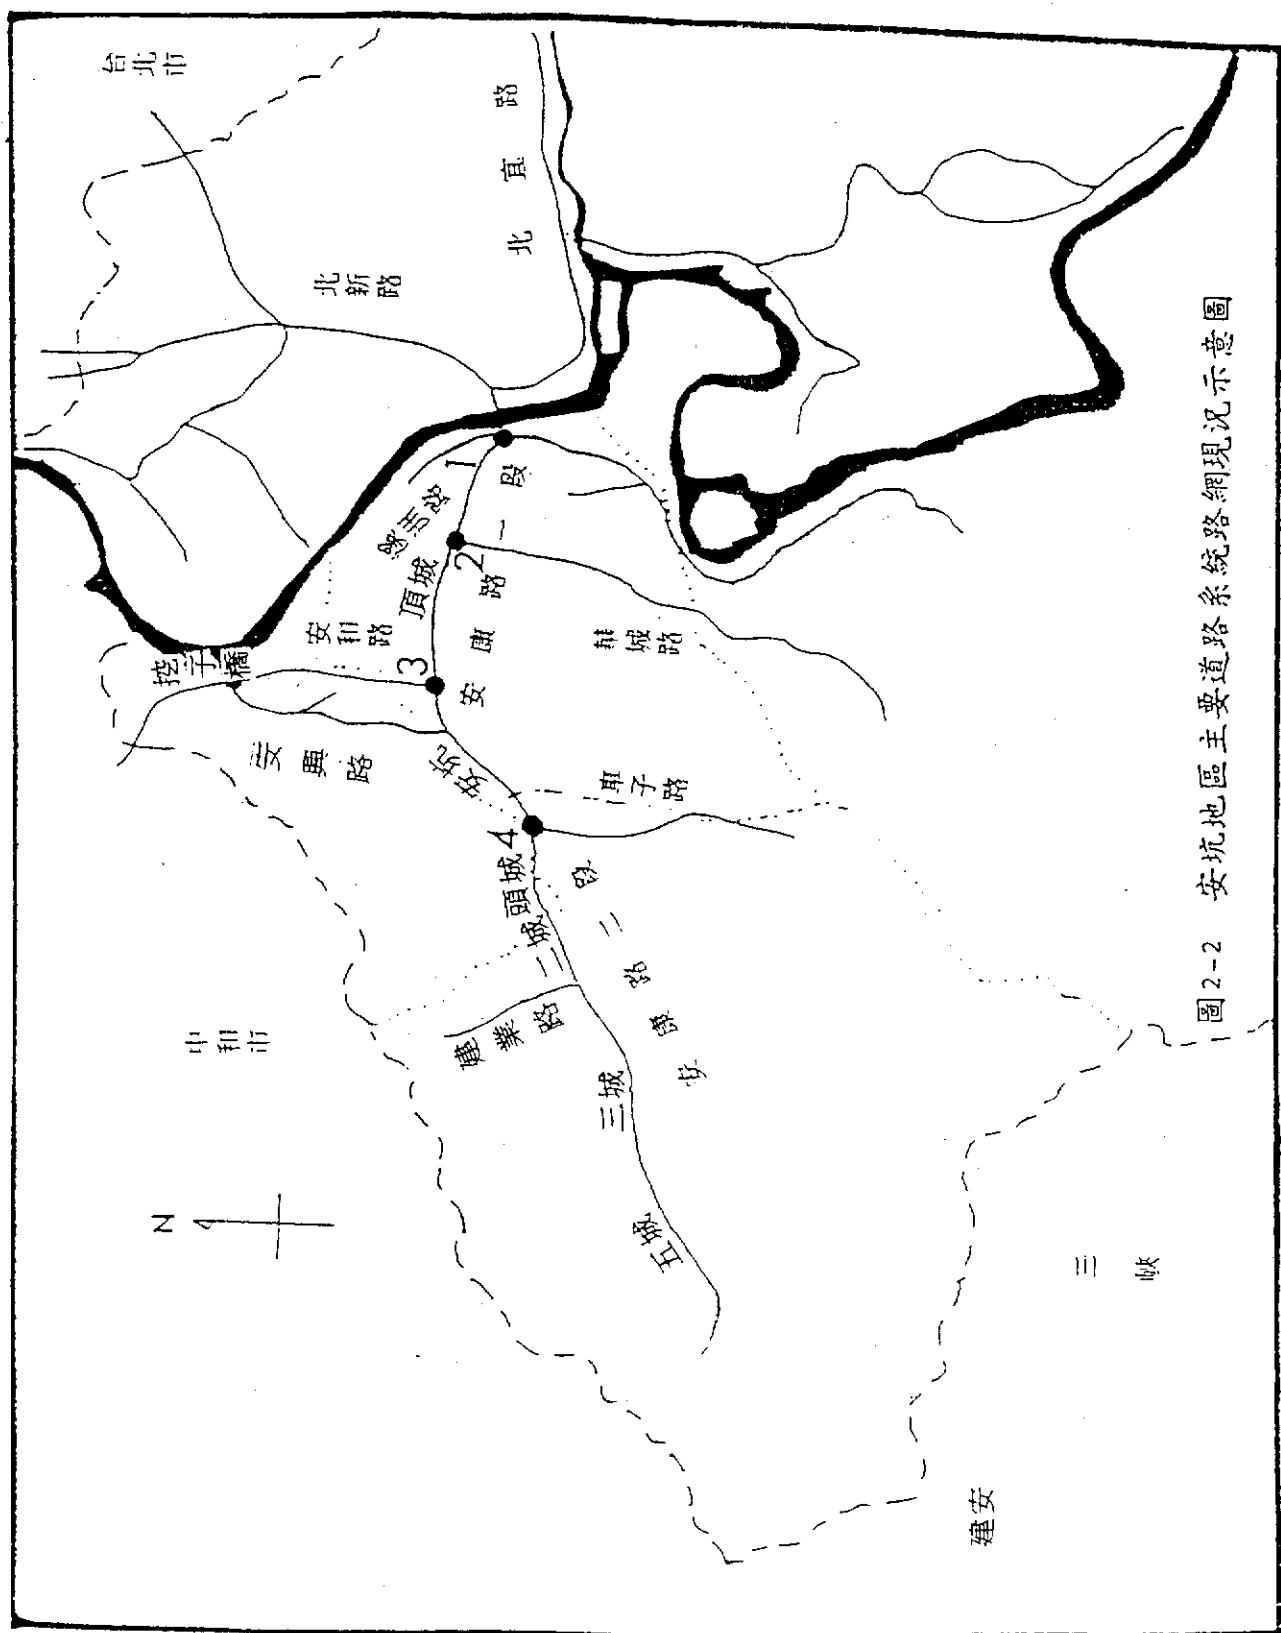 台北市
北宜路
北新路
1
安康路一段
2
頂城
安和路
3
挖子橋
安興路
安坑
車子路
4
頭城
二城
安康路二段
建業路
三城
中和市
N
五城
三峽
建安
圖2-2 安坑地區主要道路系統路網現況示意圖